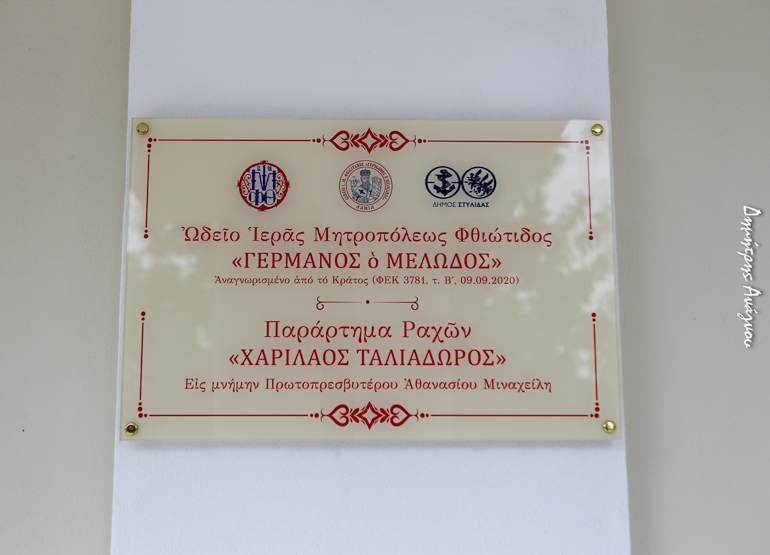 ΔΗΜΟΣ ΣΤΥΛΙΔΑΣ
Ὠδεῖο Ἱερᾶς Μητροπόλεως Φθιώτιδος
«ΓΕΡΜΑΝΟΣ ὁ ΜΕΛΩΔΟΣ»
Ἀναγνωρισμένο ἀπό τό Κράτος (ΦΕΚ 3781, τ. Β΄, 09.09.2020)
Παράρτημα Ραχῶν
«ΧΑΡΙΛΑΟΣ ΤΑΛΙΑΔΩΡΟΣ»
Εἰς μνήμην Πρωτοπρεσβυτέρου Ἀθανασίου Μιναχείλη
Δημήτρης Ανάγνου